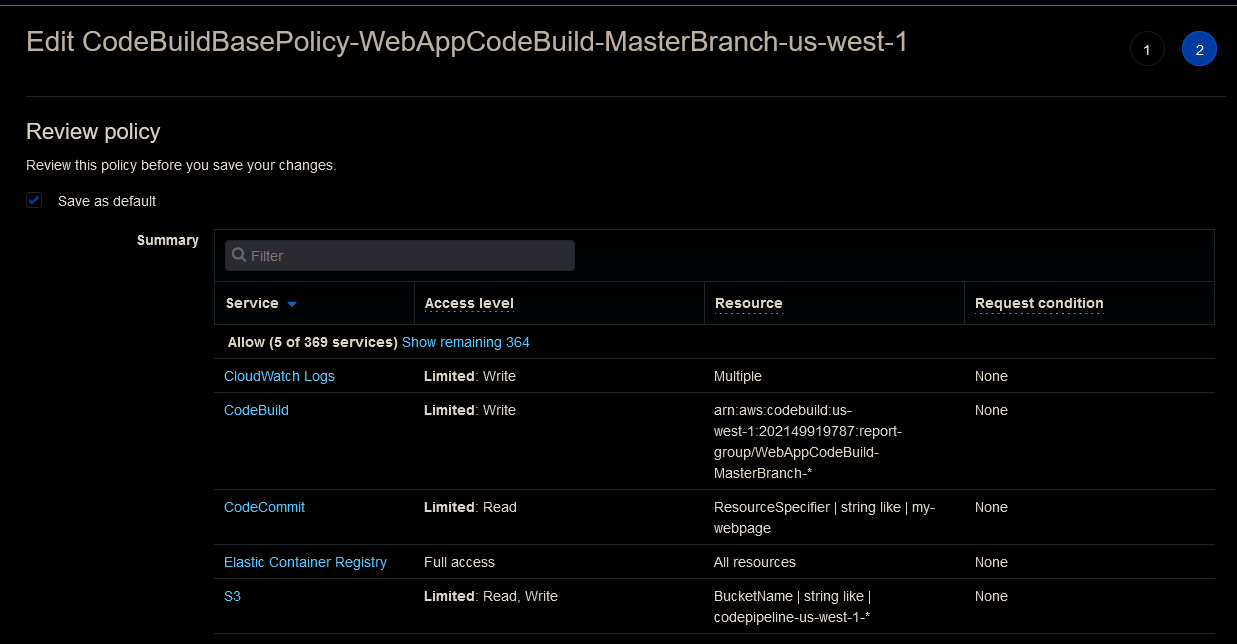 Edit CodeBuildBasePolicy-WebAppCodeBuild-MasterBranch-us-west-1
1
2
Review policy
Review this policy before you save your changes.
Save as default
Summary
Filter
Service Access level Resource Request condition
Allow (5 of 369 services) Show remaining 364
CloudWatch Logs Limited: Write Multiple None
CodeBuild Limited: Write arn:aws:codebuild:us- None
west-1:202149919787:report-
group/WebAppCodeBuild-
MasterBranch-*
CodeCommit Limited: Read ResourceSpecifier | string like | my- None
webpage
Elastic Container Registry Full access All resources None
S3 Limited: Read, Write BucketName | string like | None
codepipeline-us-west-1-*